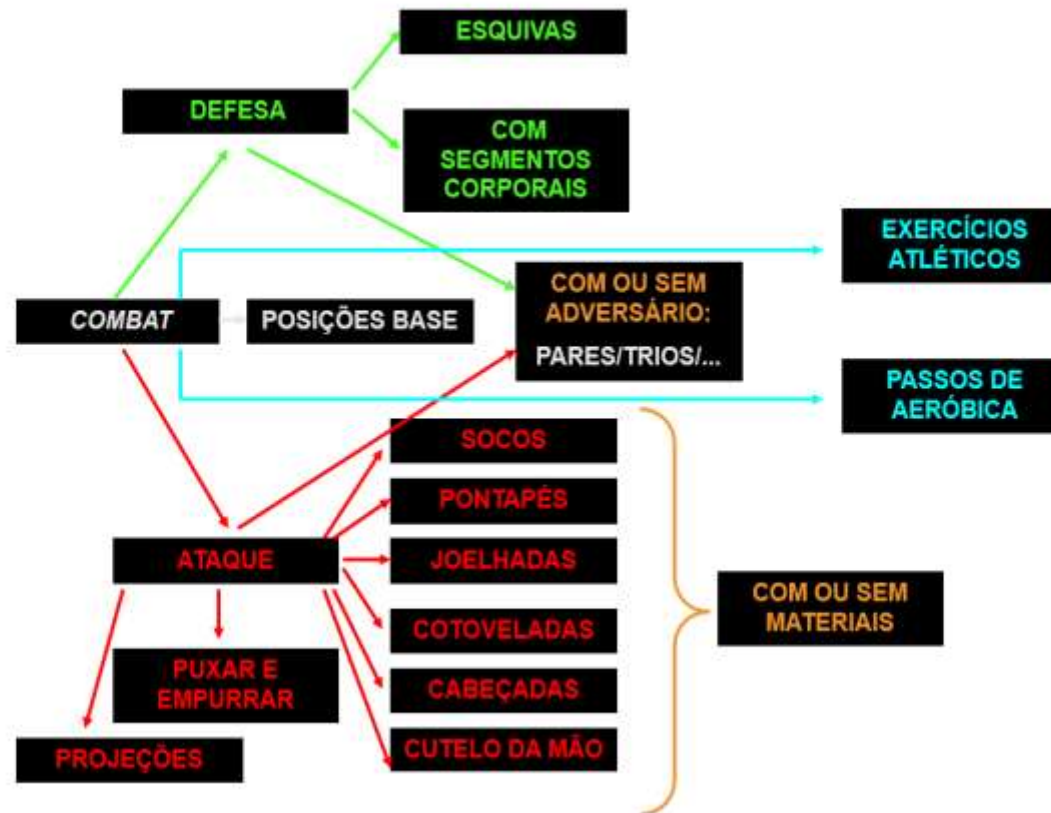 ESQUIVAS
DEFESA
COM
SEGMENTOS
CORPORAIS
EXERCÍCIOS
ATLÉTICOS
COM OU SEM
ADVERSÁRIO:
PARES/TRIOS/...
COMBAT
POSIÇÕES BASE
PASSOS DE
AERÓBICA
SOCOS
PONTAPÉS
ATAQUE
JOELHADAS
COM OU SEM
MATERIAIS
COTOVELADAS
PUXAR E
EMPURRAR
CABEÇADAS
PROJEÇÕES
CUTELO DA MÃO